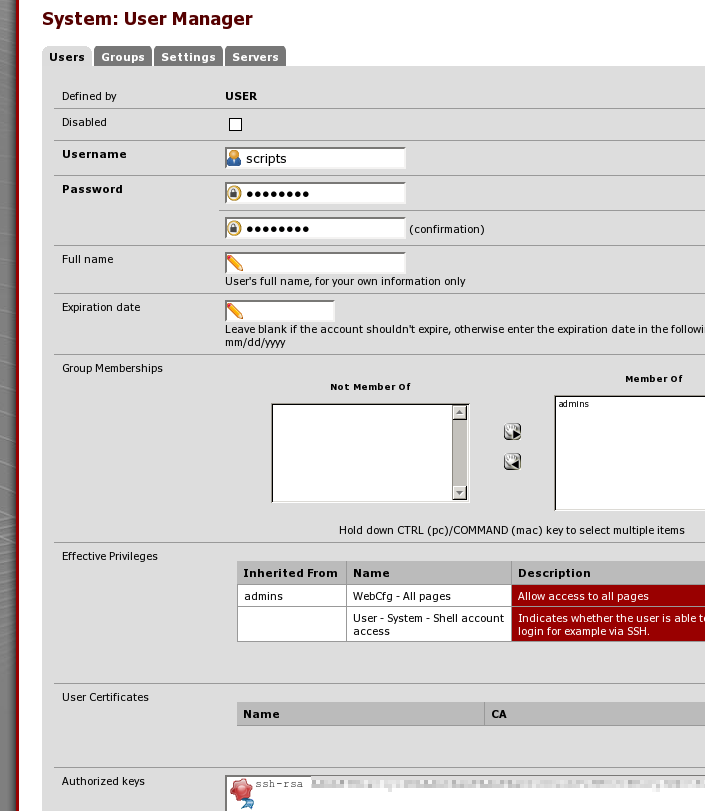 System: User Manager
Users Groups Settings Servers
Defined by USER
Disabled
Username scripts
Password ••••••••
•••••••• (confirmation)
Full name
User's full name, for your own information only
Expiration date
Leave blank if the account shouldn't expire, otherwise enter the expiration date in the
mm/dd/yyyy
Group Memberships
Not Member Of Member Of
admins
Hold down CTRL (pc)/COMMAND (mac) key to select multiple items
Effective Privileges
Inherited From Name Description
admins WebCfg - All pages Allow access to all pages
User - System - Shell account Indicates whether the user is able
access login for example via SSH.
User Certificates
Name CA
Authorized keys ssh-rsa